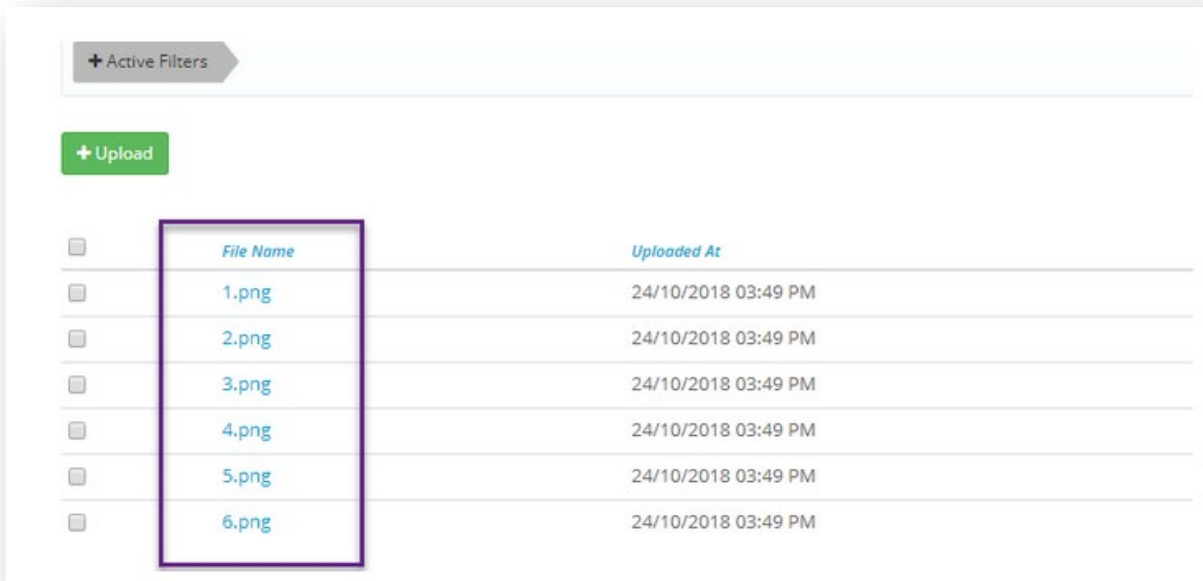 + Active Filters
+ Upload
File Name Uploaded At
1.png 24/10/2018 03:49 PM
2.png 24/10/2018 03:49 PM
3.png 24/10/2018 03:49 PM
4.png 24/10/2018 03:49 PM
5.png 24/10/2018 03:49 PM
6.png 24/10/2018 03:49 PM